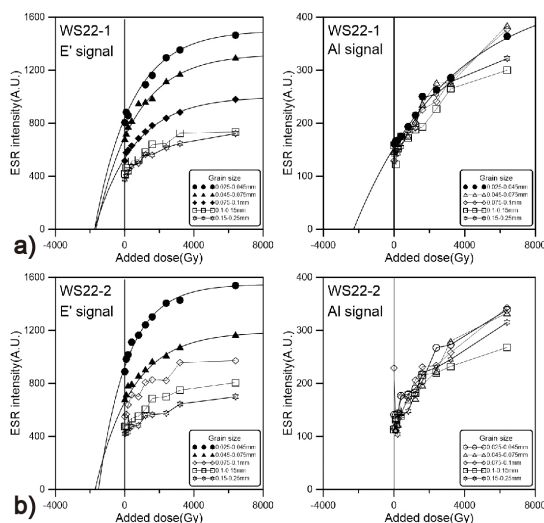 WS22-1
E' signal
ESR intensity(A.U.)
1600
1200
800
400
0
-4000
0
4000
8000
Added dose(Gy)
Grain size
0.025-0.045mm
0.045-0.075mm
0.075-0.1mm
0.1-0.15mm
0.15-0.25mm
a)
WS22-1
Al signal
ESR intensity(A.U.)
400
300
200
100
0
-4000
0
4000
8000
Added dose(Gy)
Grain size
0.025-0.045mm
0.045-0.075mm
0.075-0.1mm
0.1-0.15mm
0.15-0.25mm
WS22-2
E' signal
ESR intensity(A.U.)
1600
1200
800
400
0
-4000
0
4000
8000
Added dose(Gy)
Grain size
0.025-0.045mm
0.045-0.075mm
0.075-0.1mm
0.1-0.15mm
0.15-0.25mm
b)
WS22-2
Al signal
ESR intensity(A.U.)
400
300
200
100
0
-4000
0
4000
8000
Added dose(Gy)
Grain size
0.025-0.045mm
0.045-0.075mm
0.075-0.1mm
0.1-0.15mm
0.15-0.25mm